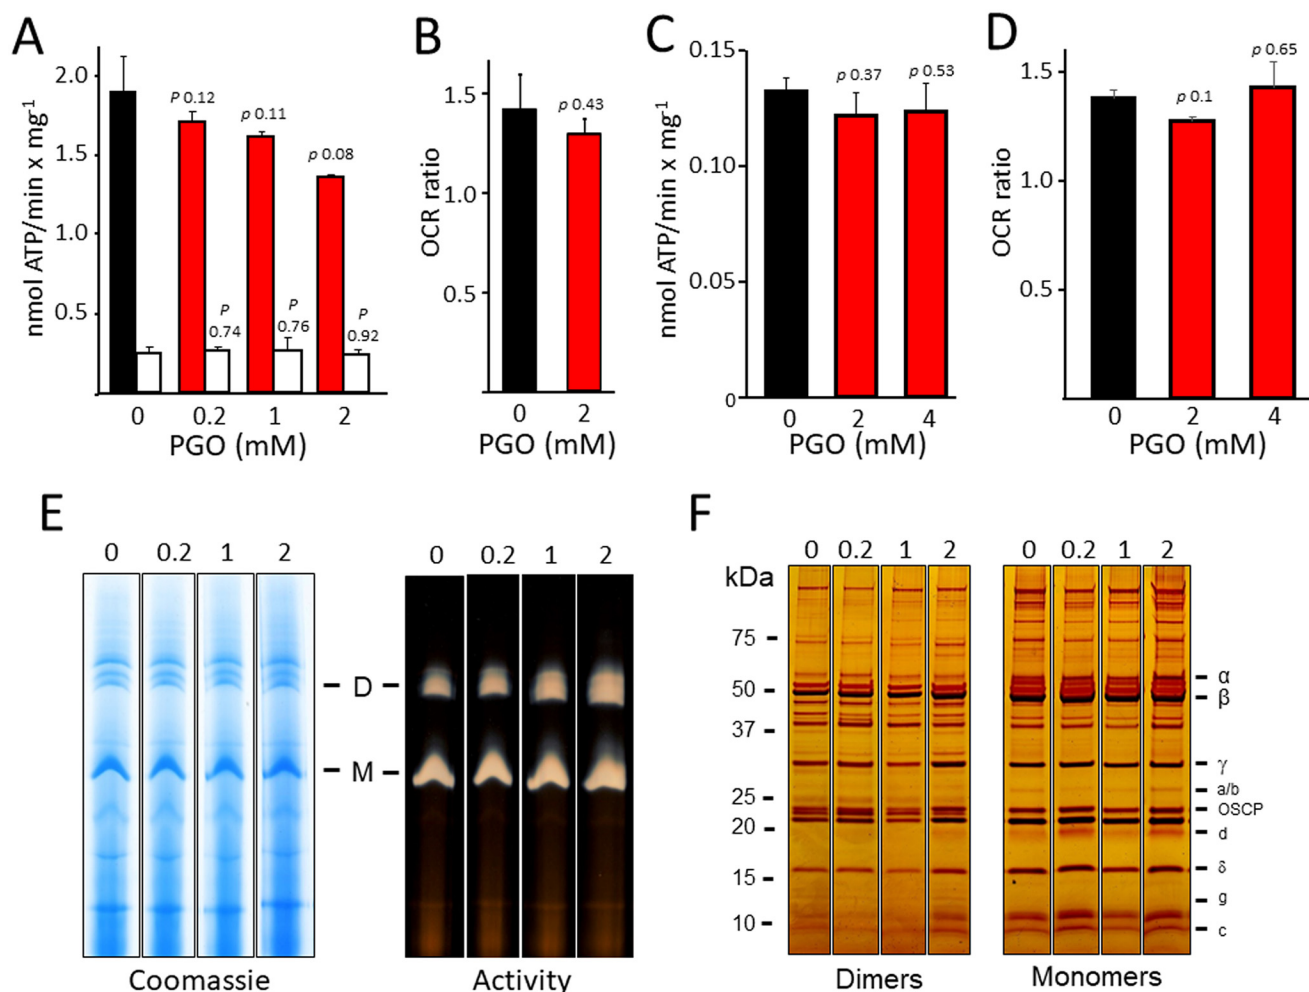 A
2.0
1.5
1.0
0.5
nmol ATP/min x mg-1
P 0.12
p 0.11
p 0.08
P
0.74
P
0.76
P
0.92
0 0.2 1 2
PGO (mM)
B
1.5
1.0
0.5
OCR ratio
p 0.43
0 2
PGO (mM)
C
0.15
0.10
0.05
0
nmol ATP/min x mg-1
p 0.37
p 0.53
0 2 4
PGO (mM)
D
1.5
1.0
0.5
OCR ratio
p 0.1
p 0.65
0 2 4
PGO (mM)
E
0 0.2 1 2
0 0.2 1 2
D
M
Coomassie
Activity
F
0 0.2 1 2
0 0.2 1 2
kDa
75
50
37
25
20
15
10
α
β
γ
a/b
OSCP
d
δ
g
c
Dimers
Monomers